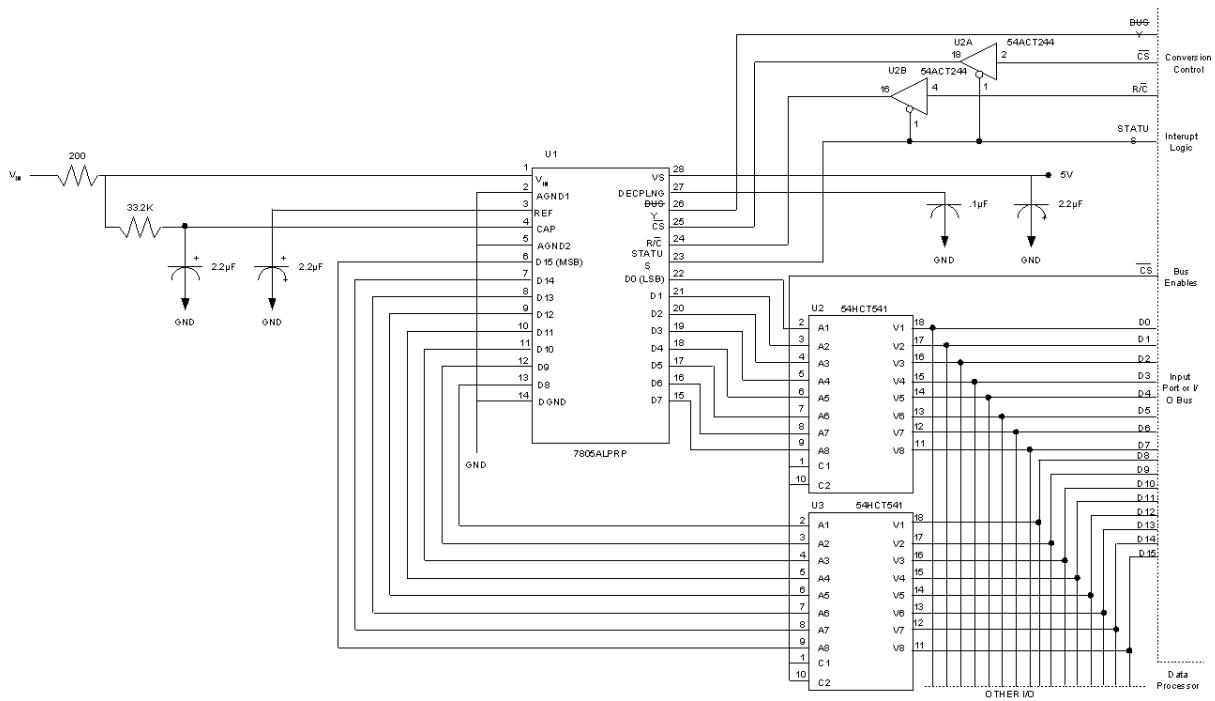 BUS
Y
U2A
54ACT244
18
2
CS
Conversion
Control
U2B
54ACT244
16
4
1
R/C
1
STATU
S
Interupt
Logic
200
VIN
U1
1
VIN
VS
28
5V
2
AGND1
DECPLNG
27
.1µF
2.2µF
3
REF
BUS
Y
26
33.2K
4
CAP
CS
25
5
AGND2
R/C
24
GND
GND
6
D15 (MSB)
STATU
S
23
+
2.2µF
+
2.2µF
+
GND
GND
7
D14
D0 (LSB)
22
CS
Bus
Enables
8
D13
D1
21
9
D12
D2
20
10
D11
D3
19
11
D10
D4
18
12
D9
D5
17
13
D8
D6
16
14
DGND
D7
15
GND
7805ALPRP
U2
54HCT541
2
A1
V1
18
D0
3
A2
V2
17
D1
4
A3
V3
16
D2
5
A4
V4
15
D3
6
A5
V5
14
D4
7
A6
V6
13
D5
8
A7
V7
12
D6
9
A8
V8
11
D7
1
C1
10
C2
Input
Port or I/
O Bus
D8
D9
D10
D11
D12
D13
D14
D15
U3
54HCT541
2
A1
V1
18
3
A2
V2
17
4
A3
V3
16
5
A4
V4
15
6
A5
V5
14
7
A6
V6
13
8
A7
V7
12
9
A8
V8
11
1
C1
10
C2
OTHER I/O
Data
Processor